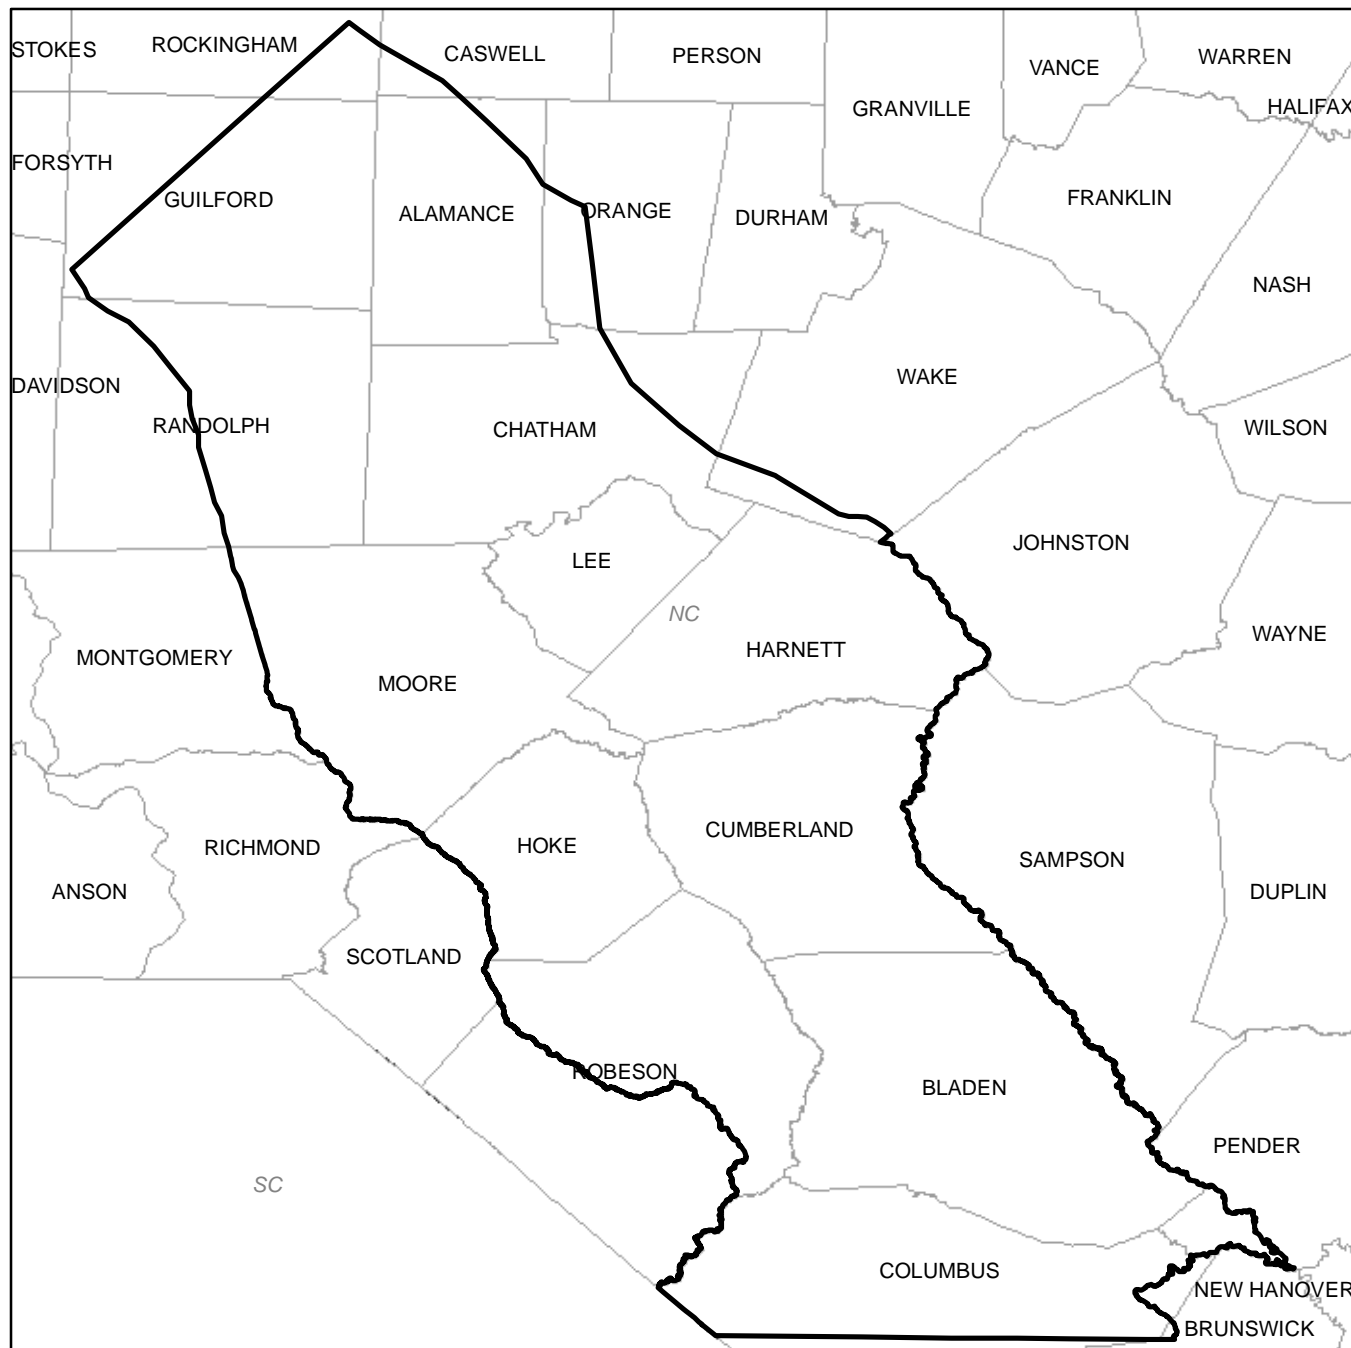 STOKES
ROCKINGHAM
CASWELL
PERSON
VANCE
WARREN
GRANVILLE
HALIFAX
FORSYTH
GUILFORD
ALAMANCE
ORANGE
DURHAM
FRANKLIN
NASH
DAVIDSON
RANDOLPH
CHATHAM
WAKE
WILSON
LEE
JOHNSTON
NC
HARNETT
WAYNE
MONTGOMERY
MOORE
RICHMOND
HOKE
CUMBERLAND
SAMPSON
ANSON
DUPLIN
SCOTLAND
ROBESON
BLADEN
PENDER
SC
COLUMBUS
NEW HANOVER
BRUNSWICK